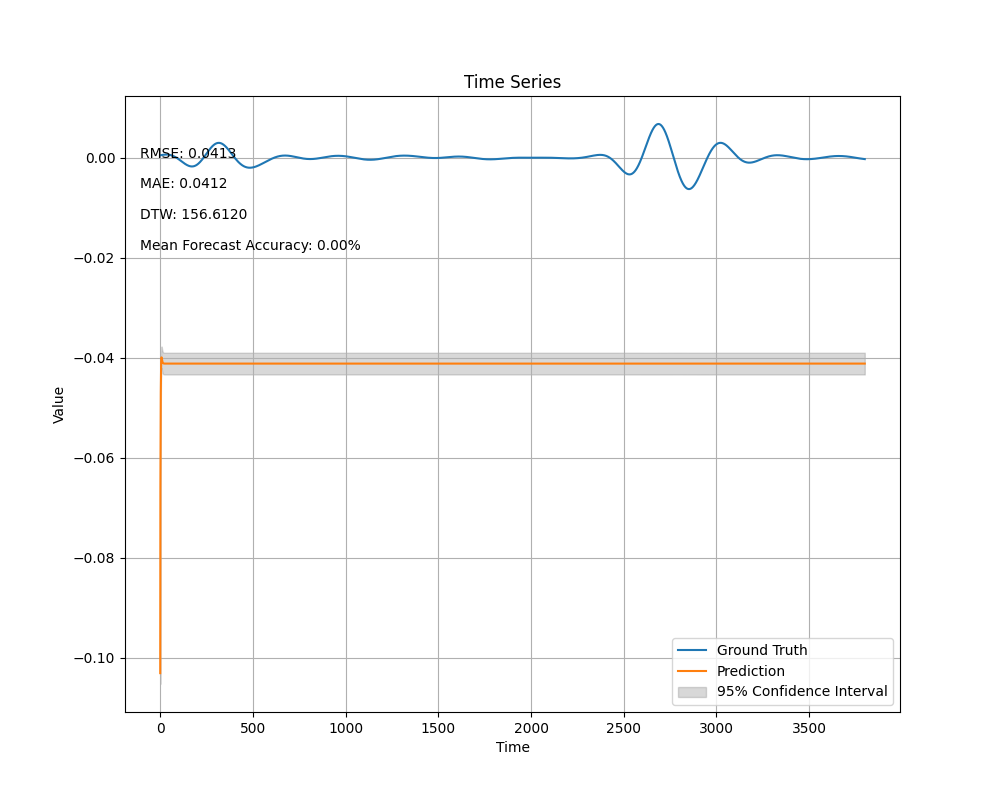 Time Series
RMSE: 0.0413
MAE: 0.0412
DTW: 156.6120
Mean Forecast Accuracy: 0.00%
0.00
−0.02
−0.04
−0.06
−0.08
−0.10
Value
0 500 1000 1500 2000 2500 3000 3500
Time
Ground Truth
Prediction
95% Confidence Interval